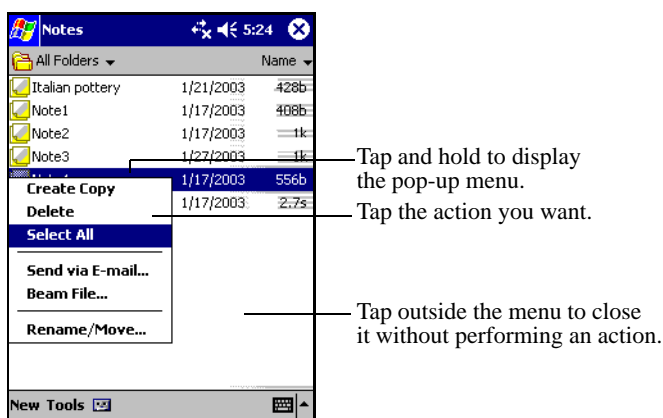 Notes 5:24
All Folders Name
Italian pottery 1/21/2003 428b
Note1 1/17/2003 408b
Note2 1/17/2003 1k
Note3 1/27/2003 1k
1/17/2003 556b
1/17/2003 2.7s
Create Copy
Delete
Select All
Send via E-mail...
Beam File...
Rename/Move...
New Tools
Tap and hold to display
the pop-up menu.
Tap the action you want.
Tap outside the menu to close
it without performing an action.